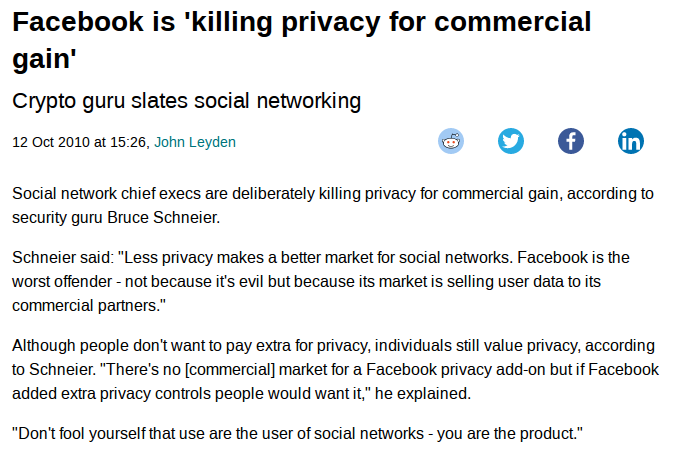 Facebook is 'killing privacy for commercial
gain'
Crypto guru slates social networking
12 Oct 2010 at 15:26, John Leyden
Social network chief execs are deliberately killing privacy for commercial gain, according to
security guru Bruce Schneier.
Schneier said: "Less privacy makes a better market for social networks. Facebook is the
worst offender - not because it's evil but because its market is selling user data to its
commercial partners."
Although people don't want to pay extra for privacy, individuals still value privacy, according
to Schneier. "There's no [commercial] market for a Facebook privacy add-on but if Facebook
added extra privacy controls people would want it," he explained.
"Don't fool yourself that use are the user of social networks - you are the product."